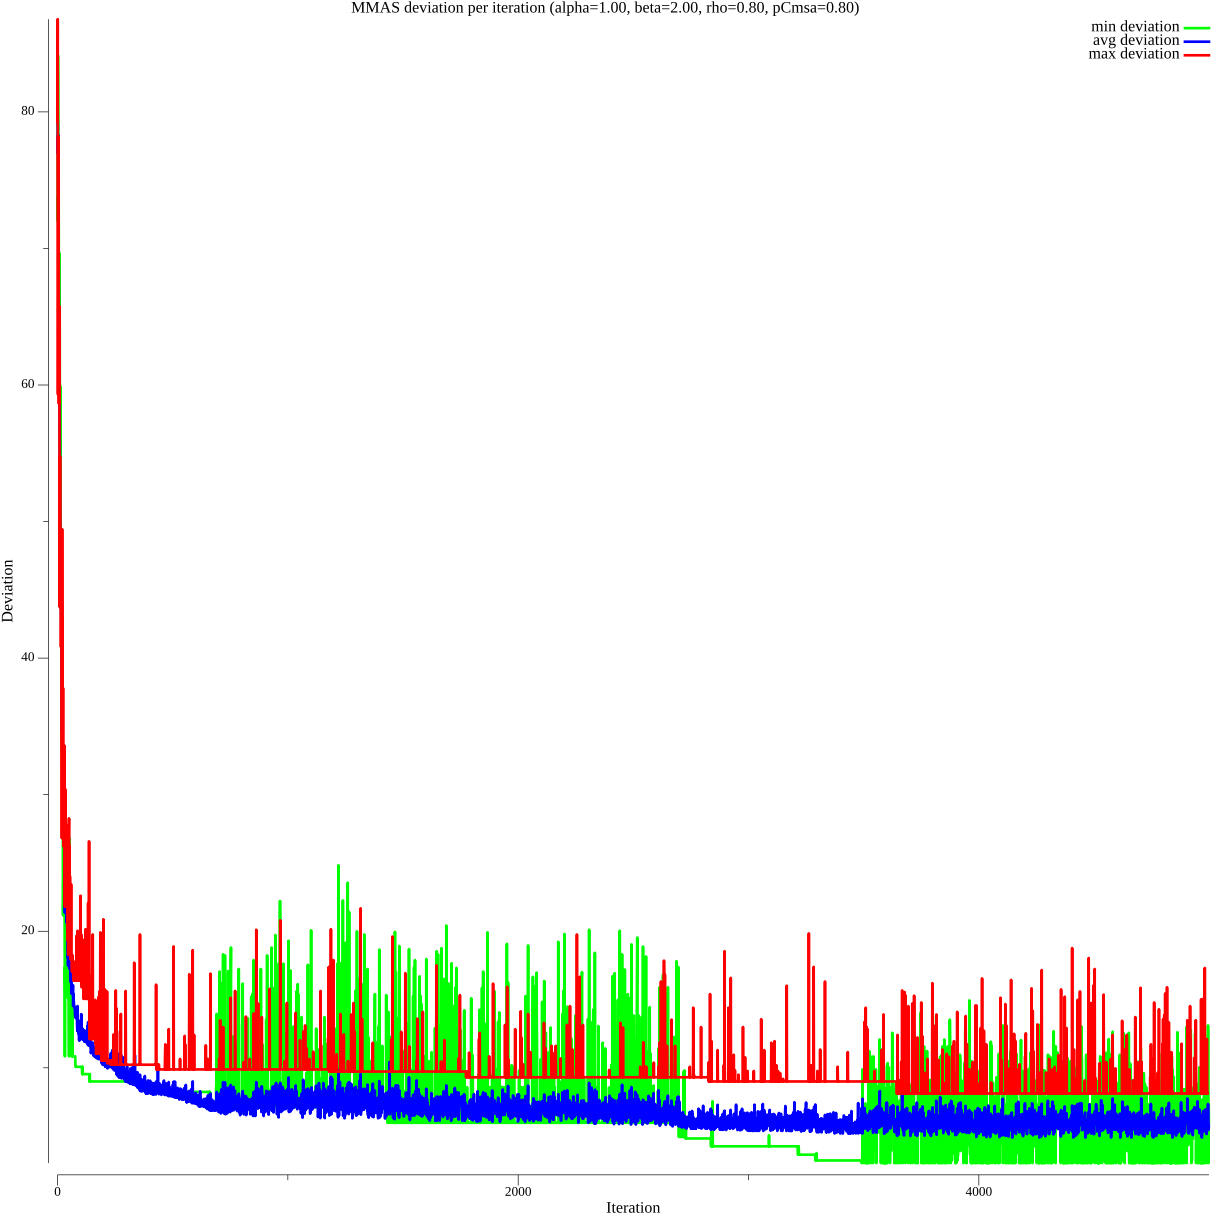 MMAS deviation per iteration (alpha=1.00, beta=2.00, rho=0.80, pCmsa=0.80)
min deviation
avg deviation
max deviation
80
60
40
20
Deviation
0
2000
4000
Iteration